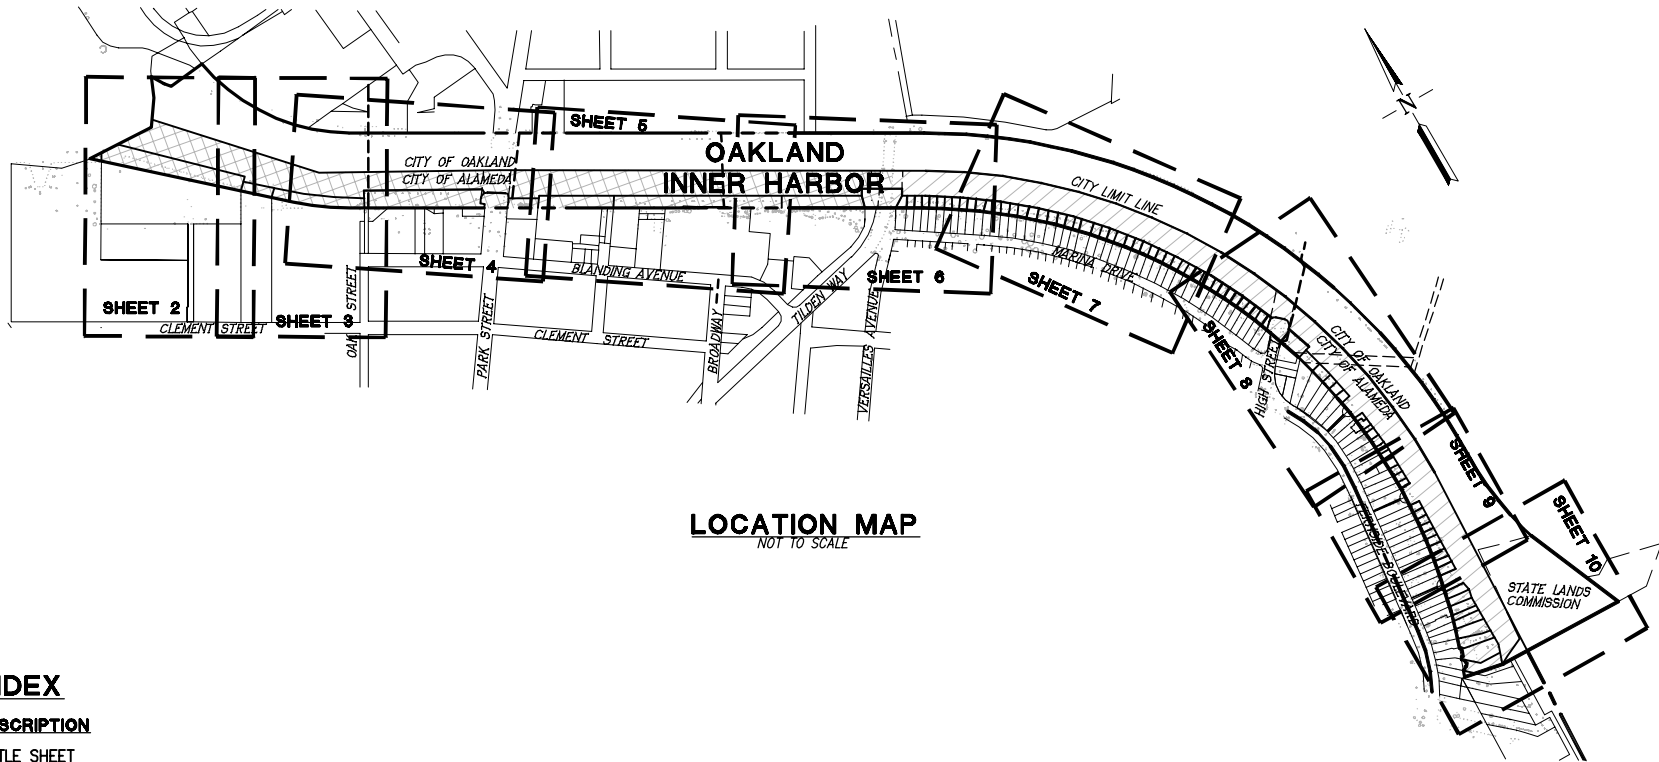 SHEET 5
OAKLAND
INNER HARBOR
CITY OF OAKLAND
CITY OF ALAMEDA
CITY LIMIT LINE
N
MARINA DRIVE
SHEET 4
BLANDING AVENUE
SHEET 6
SHEET 7
TILDEN WAY
SHEET 2
CLEMENT STREET
SHEET 3
OAK STREET
PARK STREET
CLEMENT STREET
BROADWAY
VERSAILLES AVENUE
SHEET 8
HIGH STREET
CITY OF OAKLAND
CITY OF ALAMEDA
SHEET 9
SHEET 10
BOULEVARD
STATE LANDS
COMMISSION
LOCATION MAP
NOT TO SCALE
NDEX
SCRIPTION
TLE SHEET